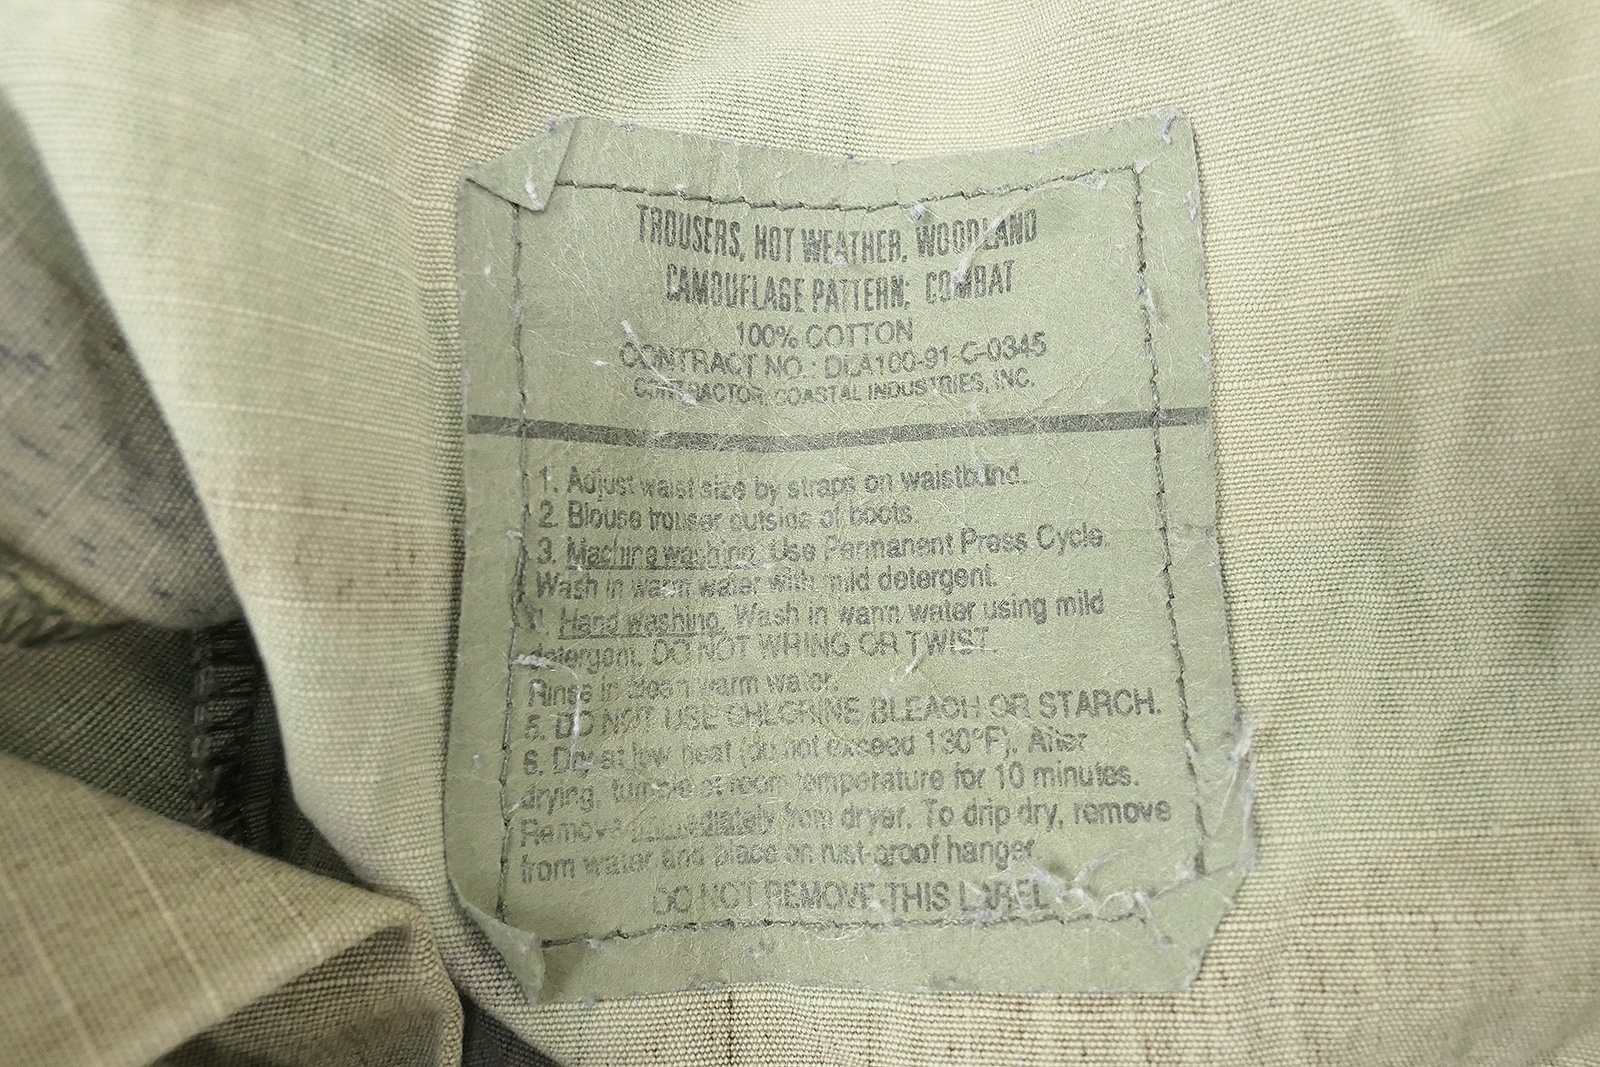 TROUSERS, HOT WEATHER, WOODLAND
CAMOUFLAGE PATTERN: COMBAT
100% COTTON
CONTRACT NO.: DLA100-91-C-0345
CONTRACTOR: COASTAL INDUSTRIES, INC.
1. Adjust waist size by straps on waistband.
2. Blouse trouser outside of boots.
3. Machine washing. Use Permanent Press Cycle.
Wash in warm water with mild detergent.
4. Hand washing. Wash in warm water using mild
detergent. DO NOT WRING OR TWIST.
Rinse in clean warm water.
5. DO NOT USE CHLORINE BLEACH OR STARCH.
6. Dry at low heat (do not exceed 130°F). After
drying, tumble at room temperature for 10 minutes.
Remove immediately from dryer. To drip dry, remove
from water and place on rust-proof hanger
DO NOT REMOVE THIS LABEL